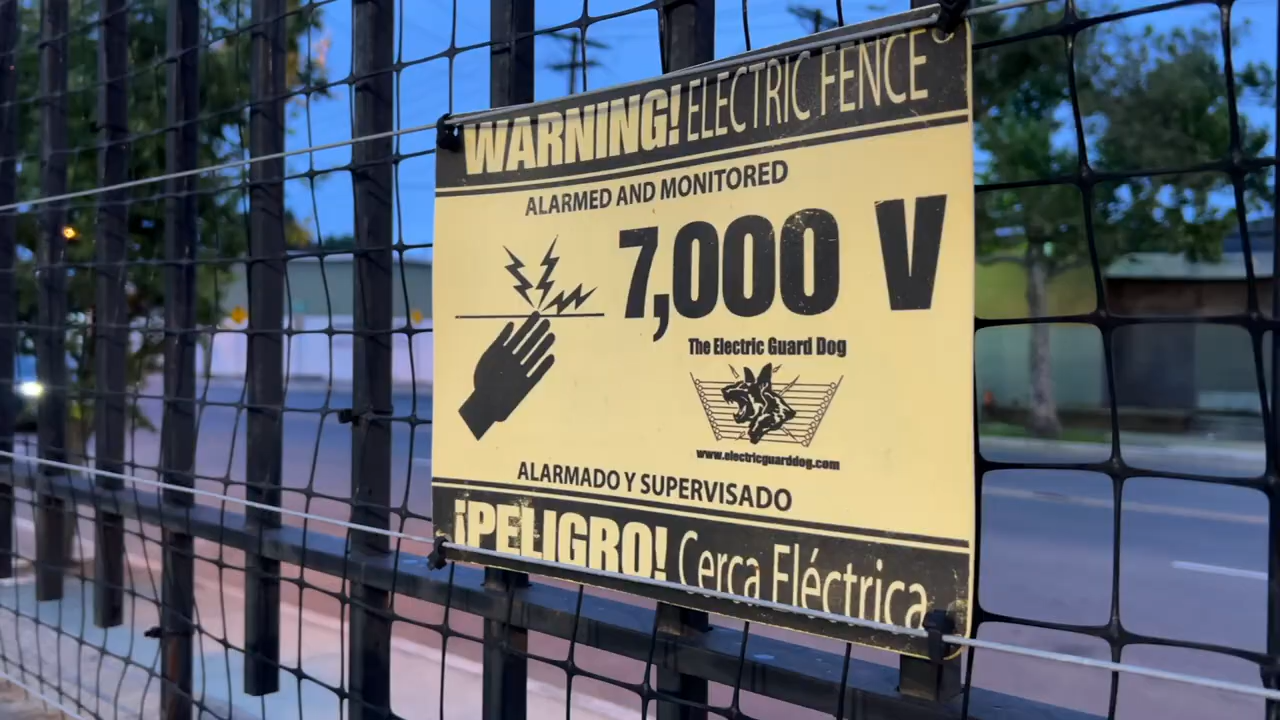 WARNING! ELECTRIC FENCE
ALARMED AND MONITORED
7,000 V
The Electric Guard Dog
www.electricguarddog.com
ALARMADO Y SUPERVISADO
¡PELIGRO! Cerca Eléctrica